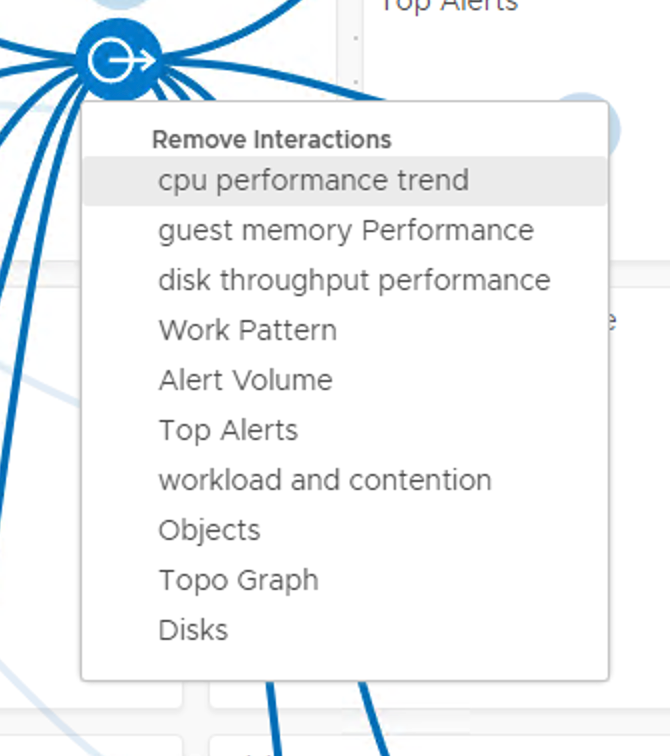 Top Alerts
Remove Interactions
cpu performance trend
guest memory Performance
disk throughput performance
e
Work Pattern
Alert Volume
Top Alerts
workload and contention
Objects
Topo Graph
Disks